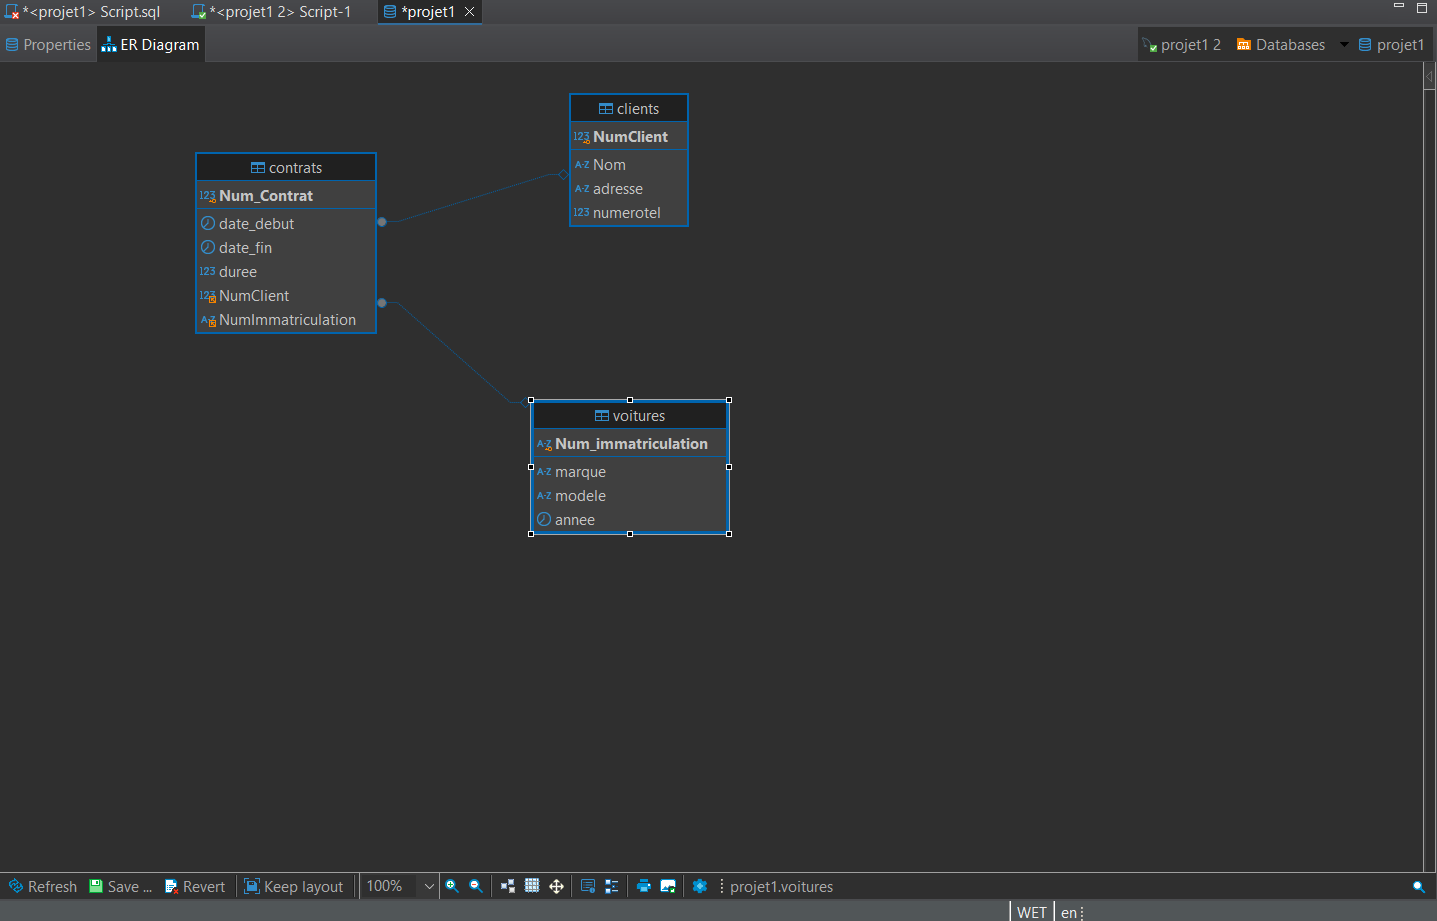 *<projet1> Script.sql
*<projet1 2> Script-1
*projet1
Properties
ER Diagram
projet1 2
Databases
projet1
clients
123 NumClient
A-Z Nom
A-Z adresse
123 numerotel
contrats
123 Num_Contrat
date_debut
date_fin
123 duree
123 NumClient
A-Z NumImmatriculation
voitures
A-Z Num_immatriculation
A-Z marque
A-Z modele
annee
Refresh
Save ...
Revert
Keep layout
100%
projet1.voitures
WET
en